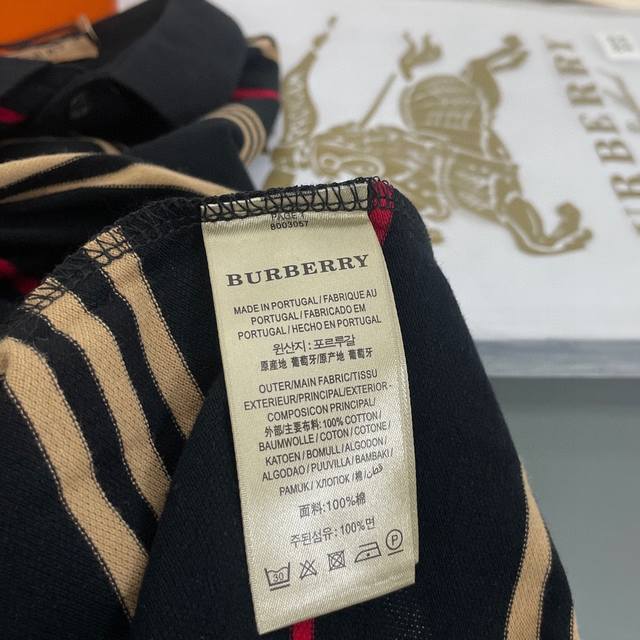 PAGE 1
8003057
BURBERRY
MADE IN PORTUGAL / FABRIQUE AU
PORTUGAL / FABRICADO EM
PORTUGAL / HECHO EN PORTUGAL
원산지 : 포르투갈
原産地 葡萄牙/原产地 葡萄牙
OUTER/MAIN FABRIC/TISSU
EXTERIEUR/PRINCIPAL/EXTERIOR -
COMPOSICON PRINCIPAL/
外部/主要布料: 100% COTTON/
BAUMWOLLE / COTON / COTONE /
KATOEN / BOMULL / ALGODON /
ALGODAO / PUUVILLA / BAMBAKI /
PAMUK / ХЛОПОК / 棉 / قطن
面料:100%棉
주된섬유 : 100%면
30
P
BURBERRY